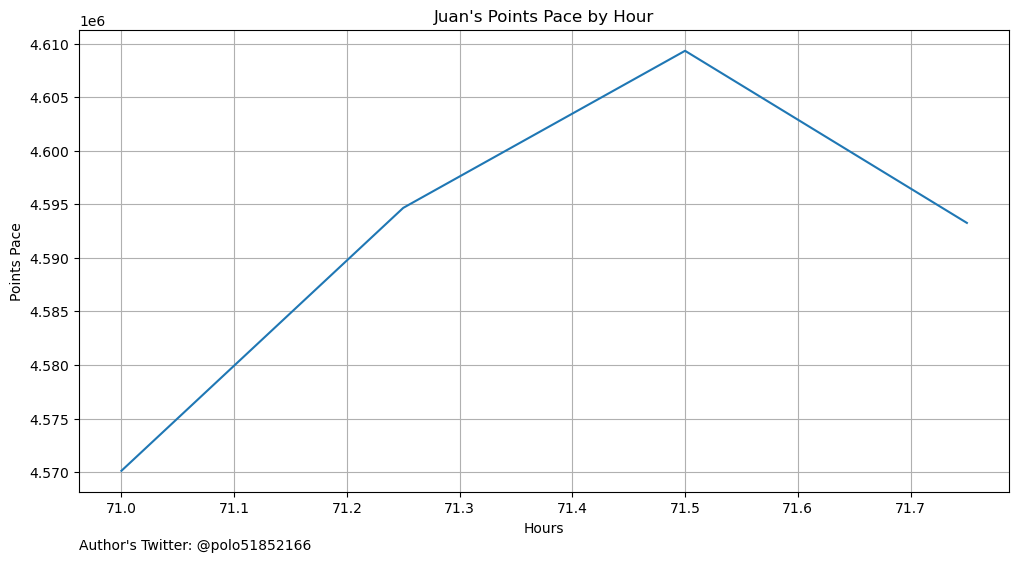 Juan's Points Pace by Hour
1e6
4.610
4.605
4.600
4.595
4.590
4.585
4.580
4.575
4.570
Points Pace
71.0 71.1 71.2 71.3 71.4 71.5 71.6 71.7
Hours
Author's Twitter: @polo51852166